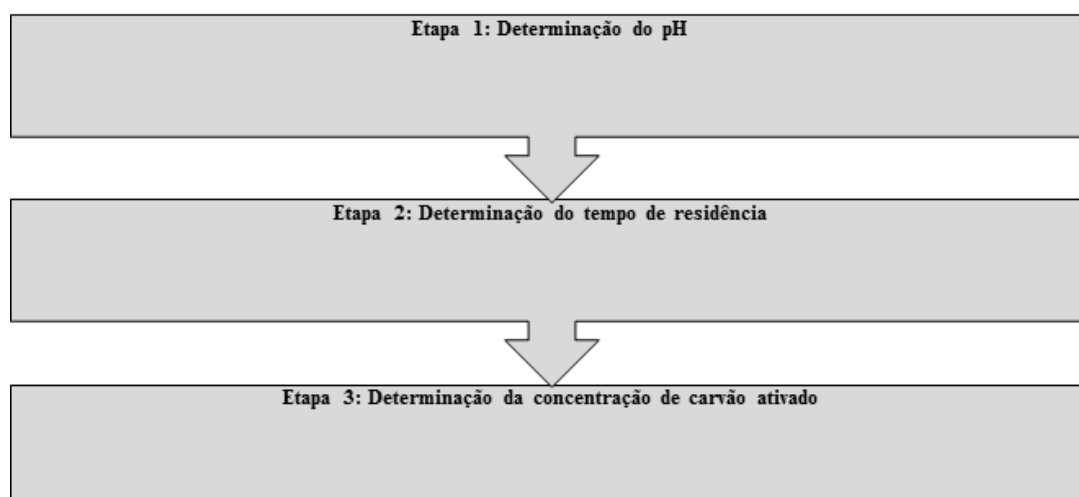 Etapa 1: Determinação do pH
Etapa 2: Determinação do tempo de residência
Etapa 3: Determinação da concentração de carvão ativado